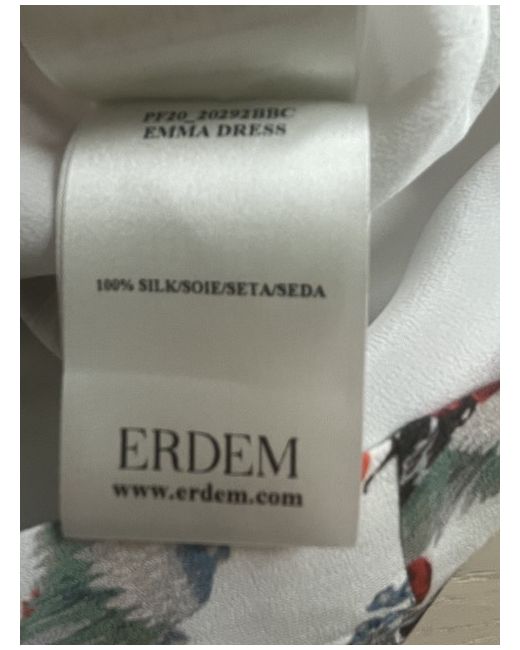 PF20_20292BBC
EMMA DRESS
100% SILK/SOIE/SETA/SEDA
ERDEM
www.erdem.com